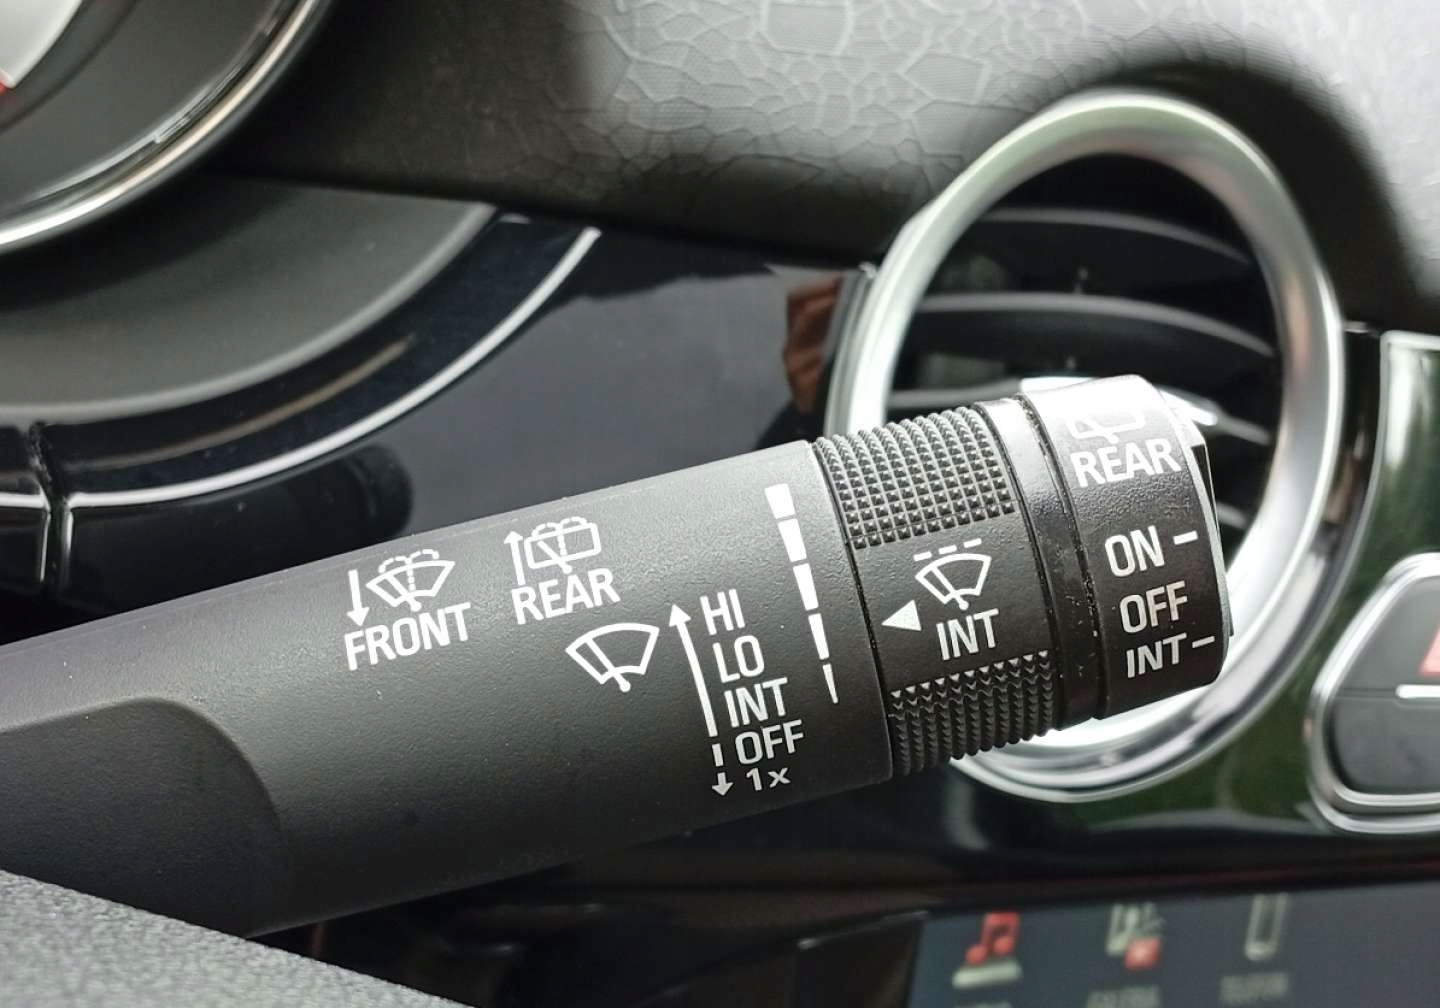 FRONT
REAR
HI
LO
INT
OFF
1x
INT
REAR
ON
OFF
INT